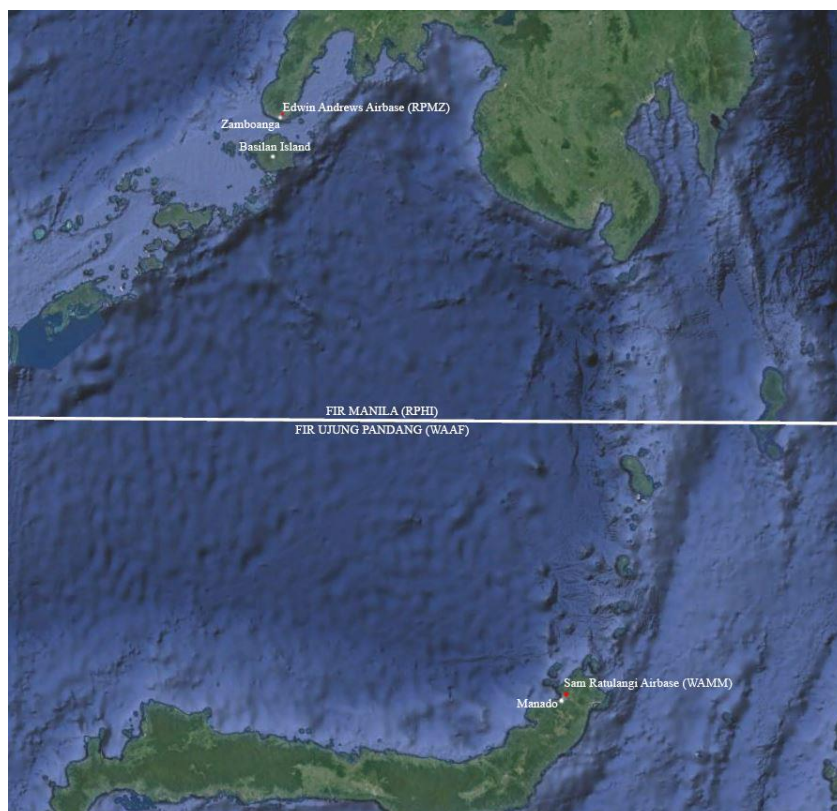 Edwin Andrews Airbase (RPMZ)
Zamboanga
Basilan Island
FIR MANILA (RPHI)
FIR UJUNG PANDANG (WAAF)
Sam Ratulangi Airbase (WAMM)
Manado